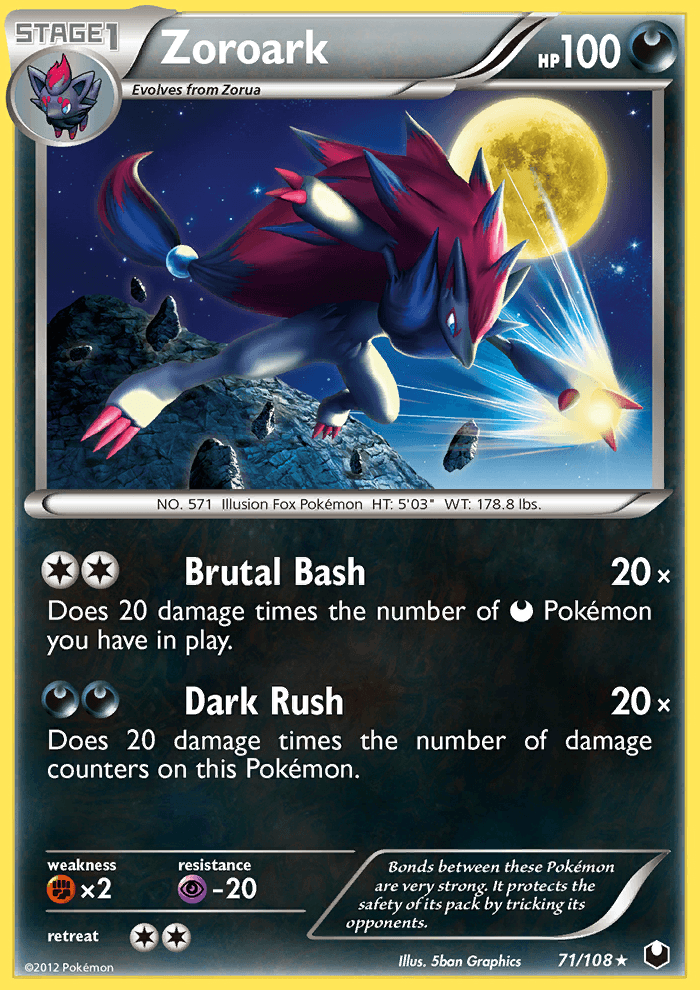 STAGE1
Zoroark
HP100
Evolves from Zorua
NO. 571 Illusion Fox Pokémon HT: 5'03" WT: 178.8 lbs.
Brutal Bash 20×
Does 20 damage times the number of Pokémon
you have in play.
Dark Rush 20×
Does 20 damage times the number of damage
counters on this Pokémon.
weakness resistance
×2 -20
retreat
Bonds between these Pokémon
are very strong. It protects the
safety of its pack by tricking its
opponents.
©2012 Pokémon
Illus. 5ban Graphics 71/108★